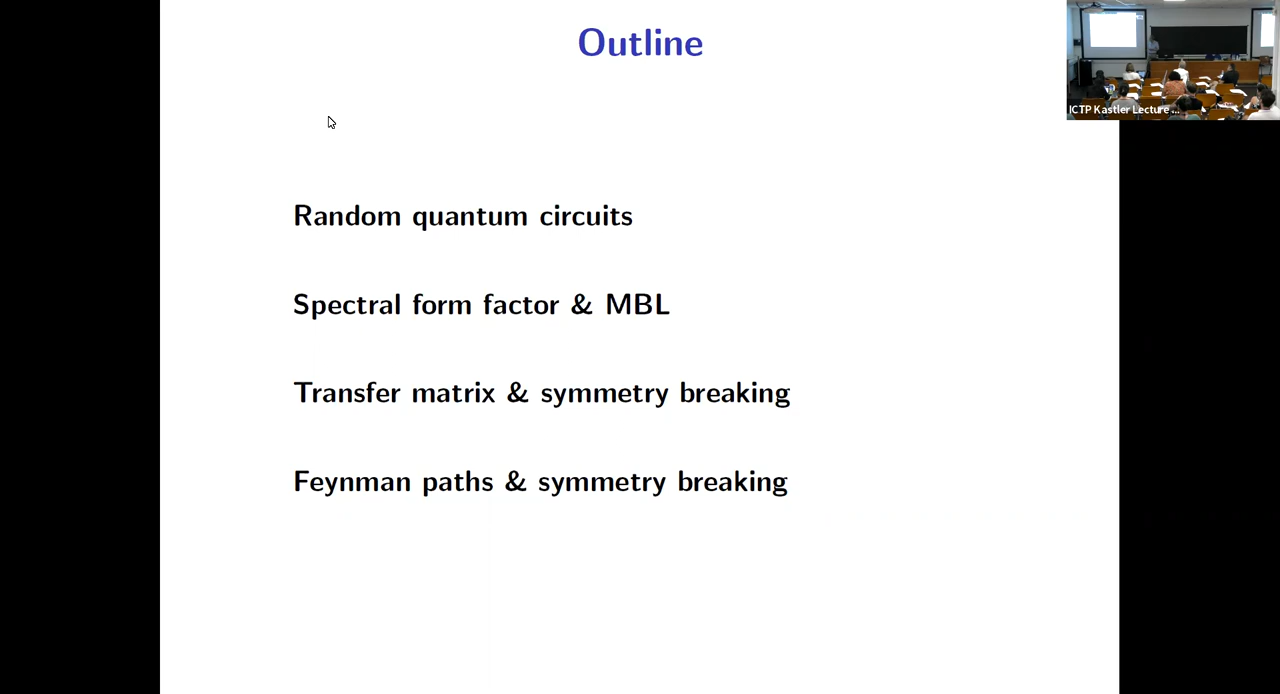 Outline
ICTP Kastler Lecture ...
Random quantum circuits
Spectral form factor & MBL
Transfer matrix & symmetry breaking
Feynman paths & symmetry breaking